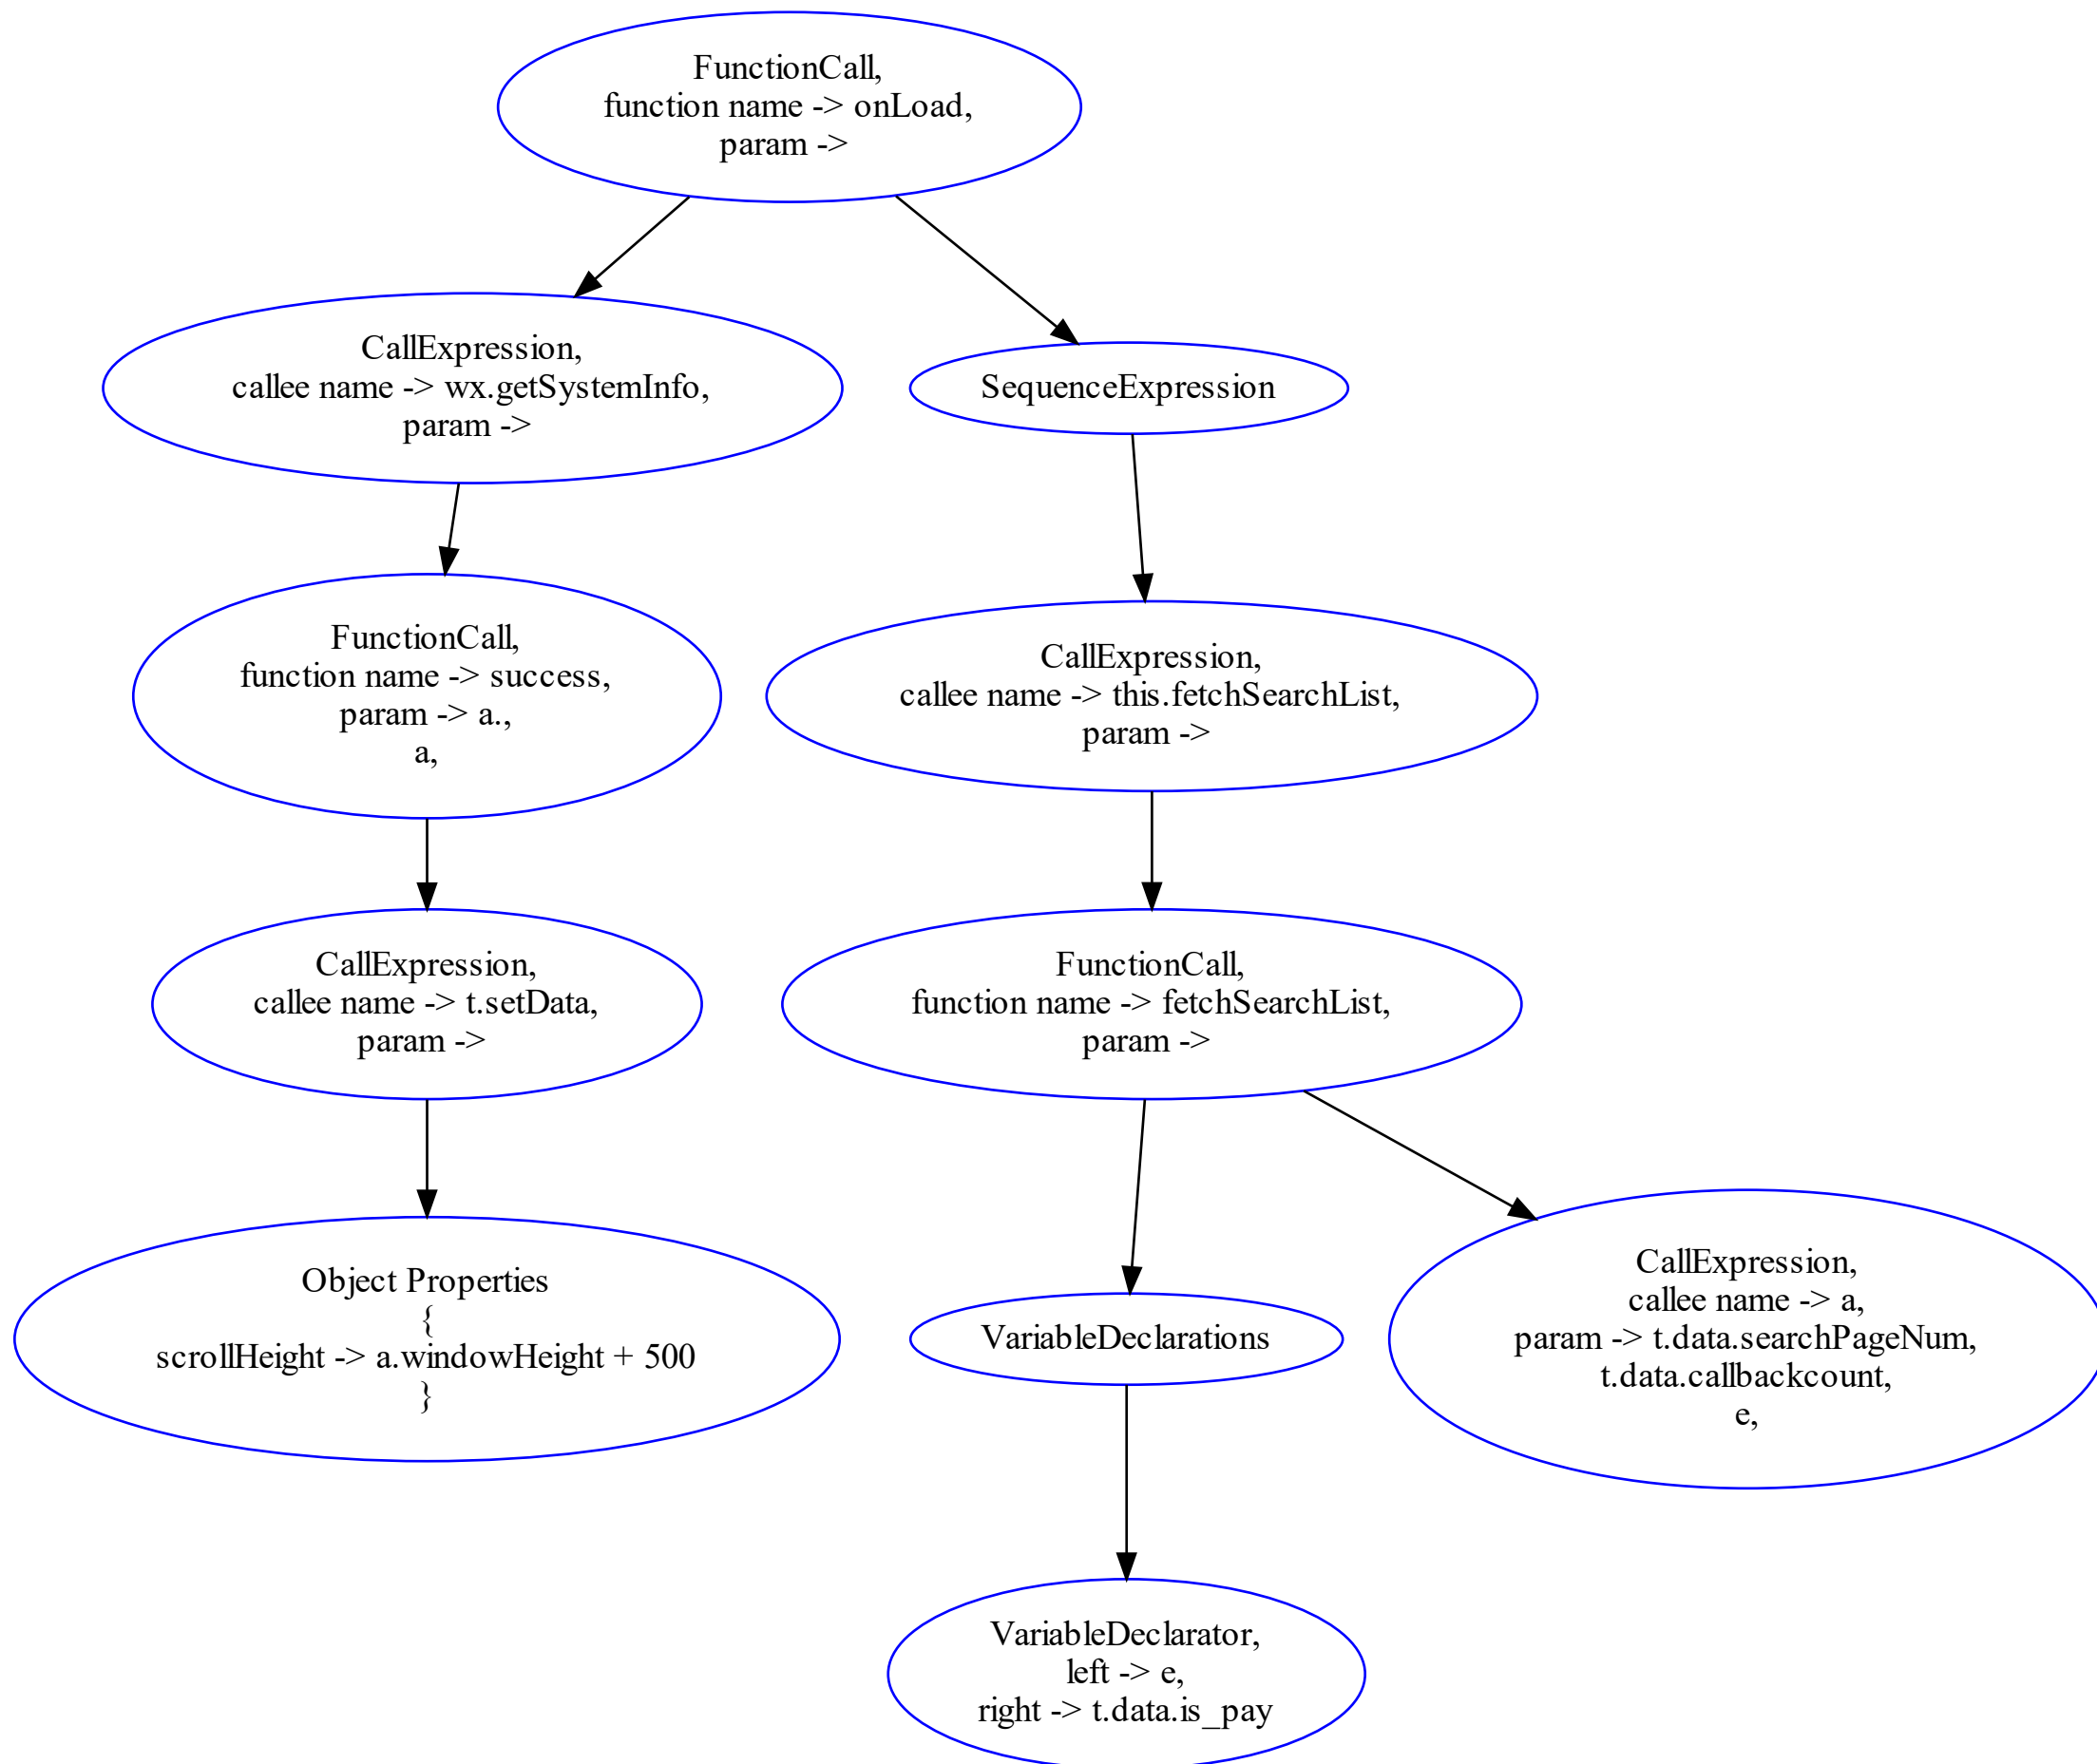 FunctionCall,
function name -> onLoad,
param ->
CallExpression,
callee name -> wx.getSystemInfo,
param ->
SequenceExpression
FunctionCall,
function name -> success,
param -> a.,
a,
CallExpression,
callee name -> this.fetchSearchList,
param ->
CallExpression,
callee name -> t.setData,
param ->
FunctionCall,
function name -> fetchSearchList,
param ->
Object Properties
{
scrollHeight -> a.windowHeight + 500
}
VariableDeclarations
CallExpression,
callee name -> a,
param -> t.data.searchPageNum,
t.data.callbackcount,
e,
VariableDeclarator,
left -> e,
right -> t.data.is_pay